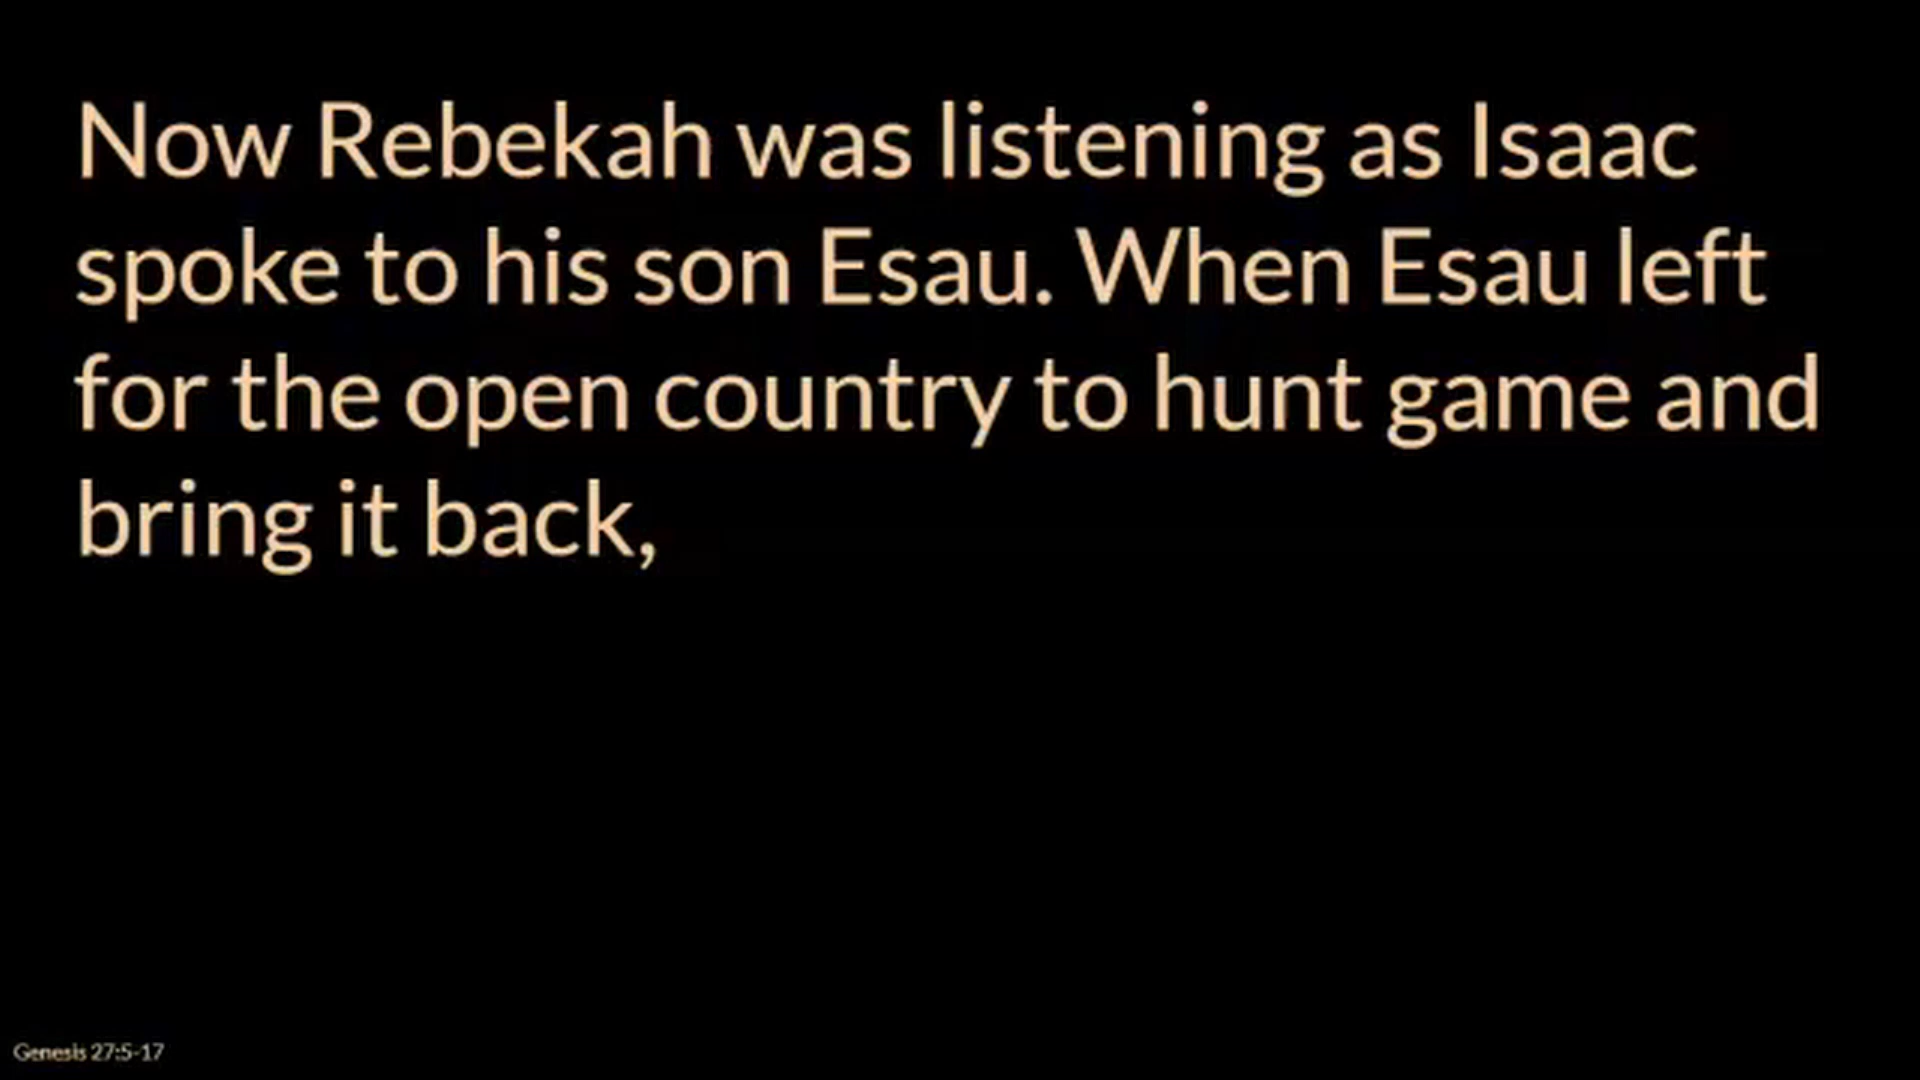 Now Rebekah was listening as Isaac
spoke to his son Esau. When Esau left
for the open country to hunt game and
bring it back,
Genesis 27:5-17